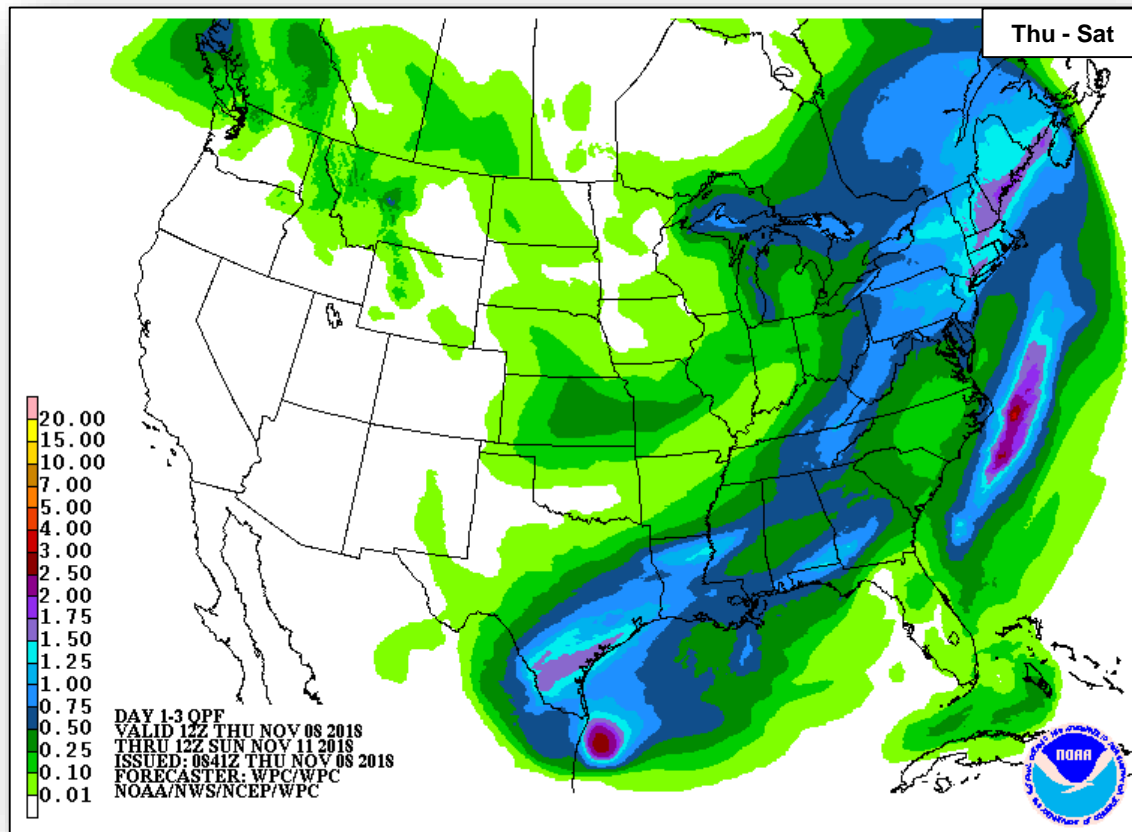 Thu - Sat
20.00
15.00
10.00
7.00
5.00
4.00
3.00
2.50
2.00
1.75
1.50
1.25
1.00
0.75
0.50
0.25
0.10
0.01
DAY 1-3 QPF
VALID 12Z THU NOV 08 2018
THRU 12Z SUN NOV 11 2018
ISSUED: 0841Z THU NOV 08 2018
FORECASTER: WPC/WPC
NOAA/NWS/NCEP/WPC
NOAA